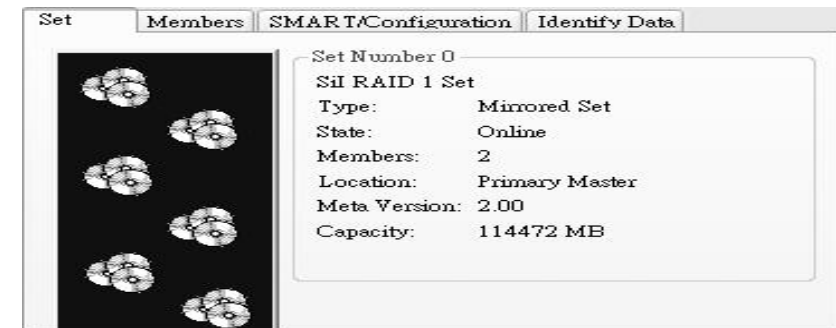 Set Members SMART/Configuration Identify Data
Set Number 0
SiI RAID 1 Set
Type: Mirrored Set
State: Online
Members: 2
Location: Primary Master
Meta Version: 2.00
Capacity: 114472 MB